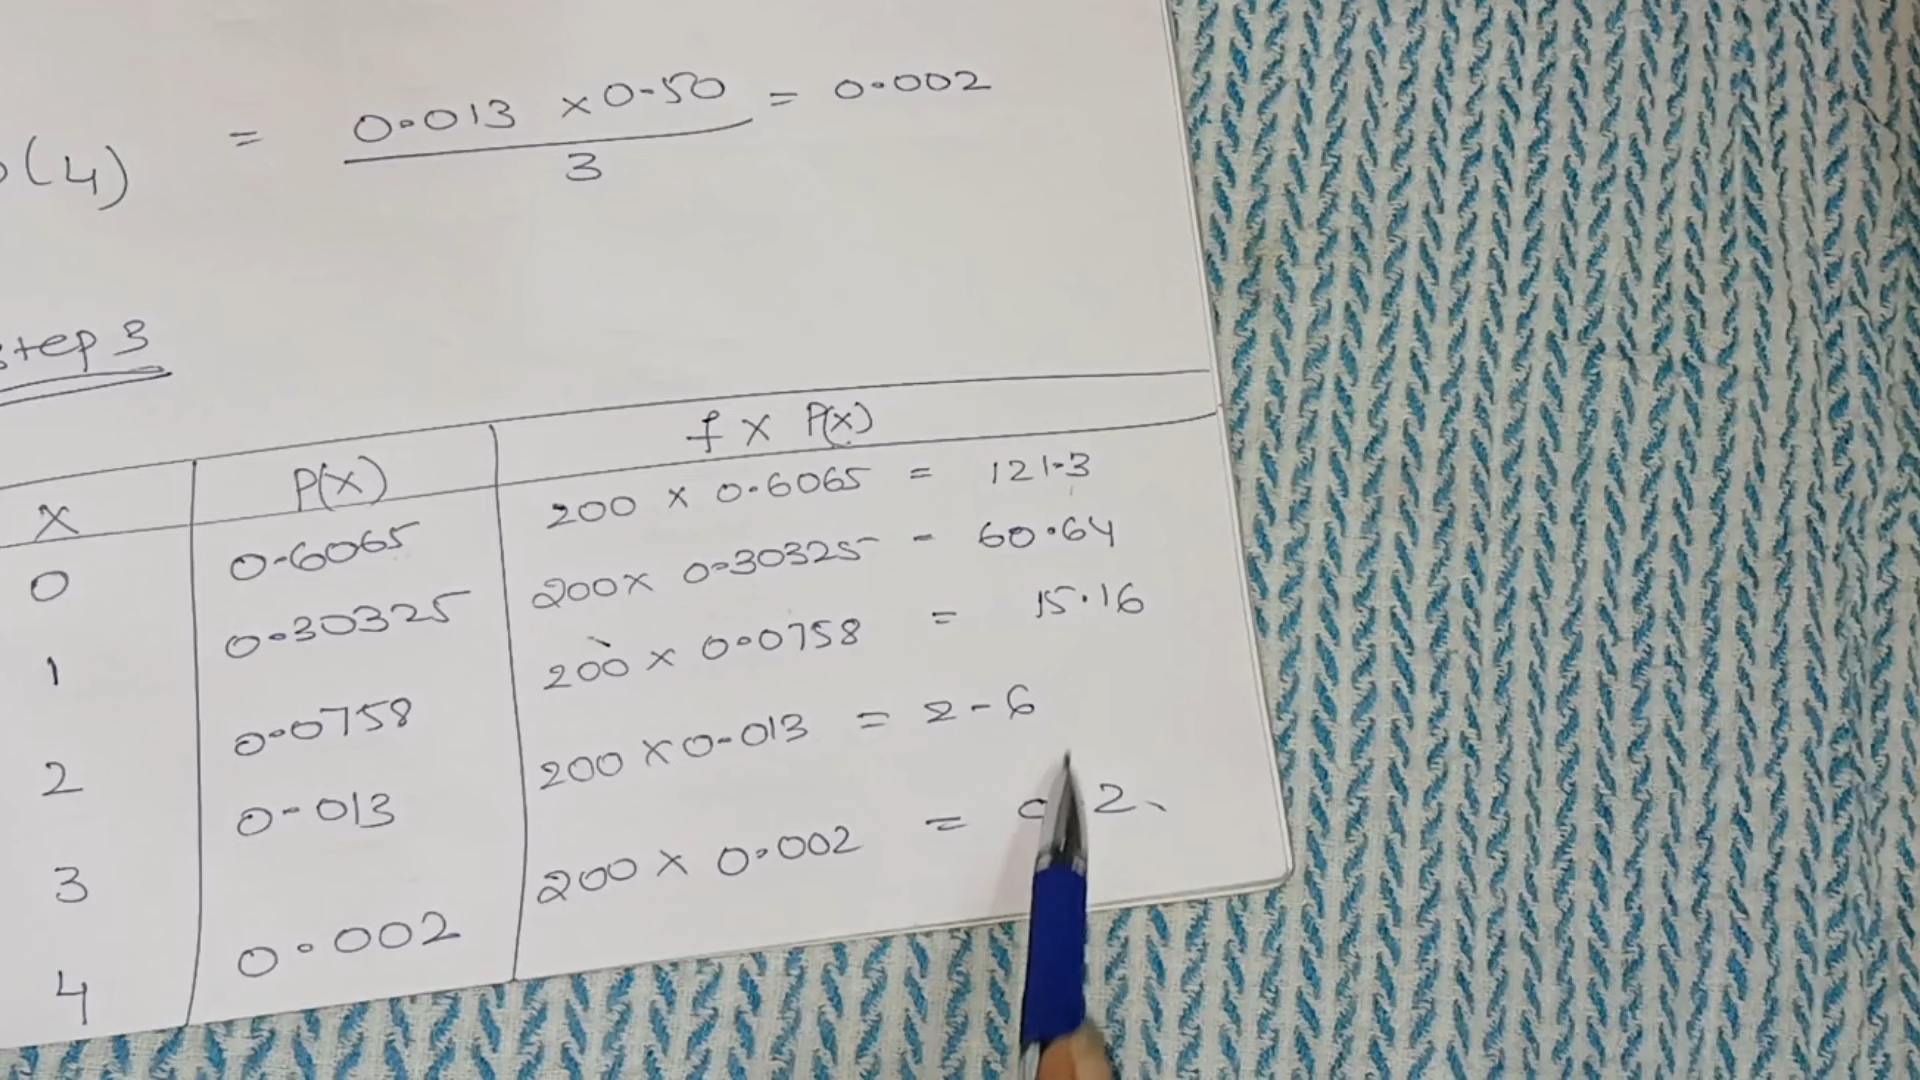 (4) = 0.013 × 0.50 = 0.002
3
step 3
X P(X) f X P(X)
0 0.6065 200 × 0.6065 = 121.3
1 0.30325 200 × 0.30325 = 60.64
2 0.0758 200 × 0.0758 = 15.16
3 0.013 200 × 0.013 = 2.6
4 0.002 200 × 0.002 = 2